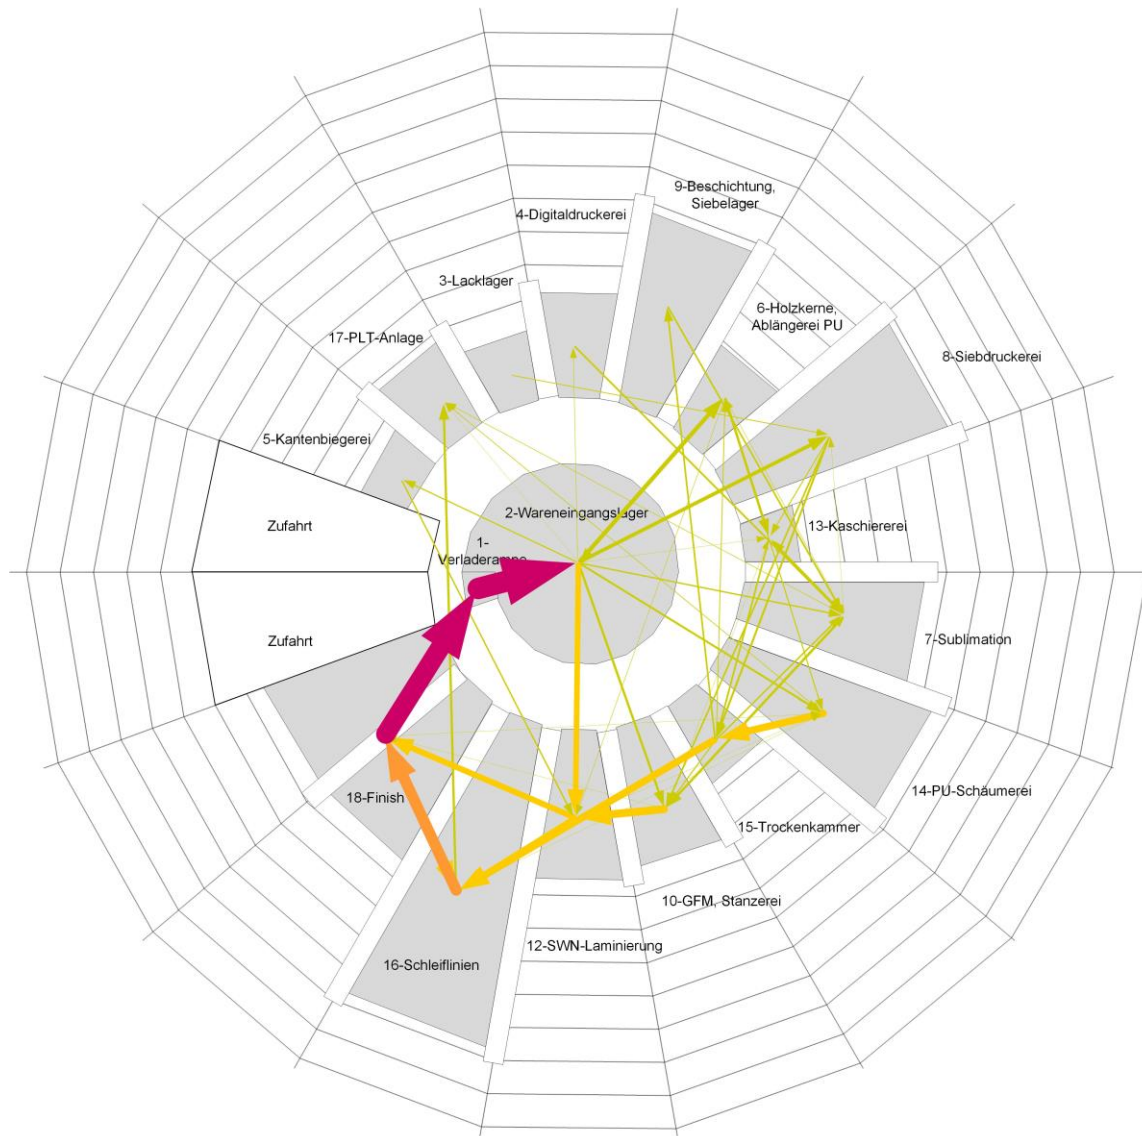 9-Beschichtung,
Siebelager
4-Digitaldruckerei
3-Lacklager
6-Holzkerne,
Ablängerei PU
17-PLT-Anlage
8-Siebdruckerei
5-Kantenbiegerei
2-Wareneingangslager
13-Kaschiererei
Zufahrt
1-
Verladerampe
Zufahrt
7-Sublimation
14-PU-Schäumerei
18-Finish
15-Trockenkammer
10-GFM, Stanzerei
12-SWN-Laminierung
16-Schleiflinien